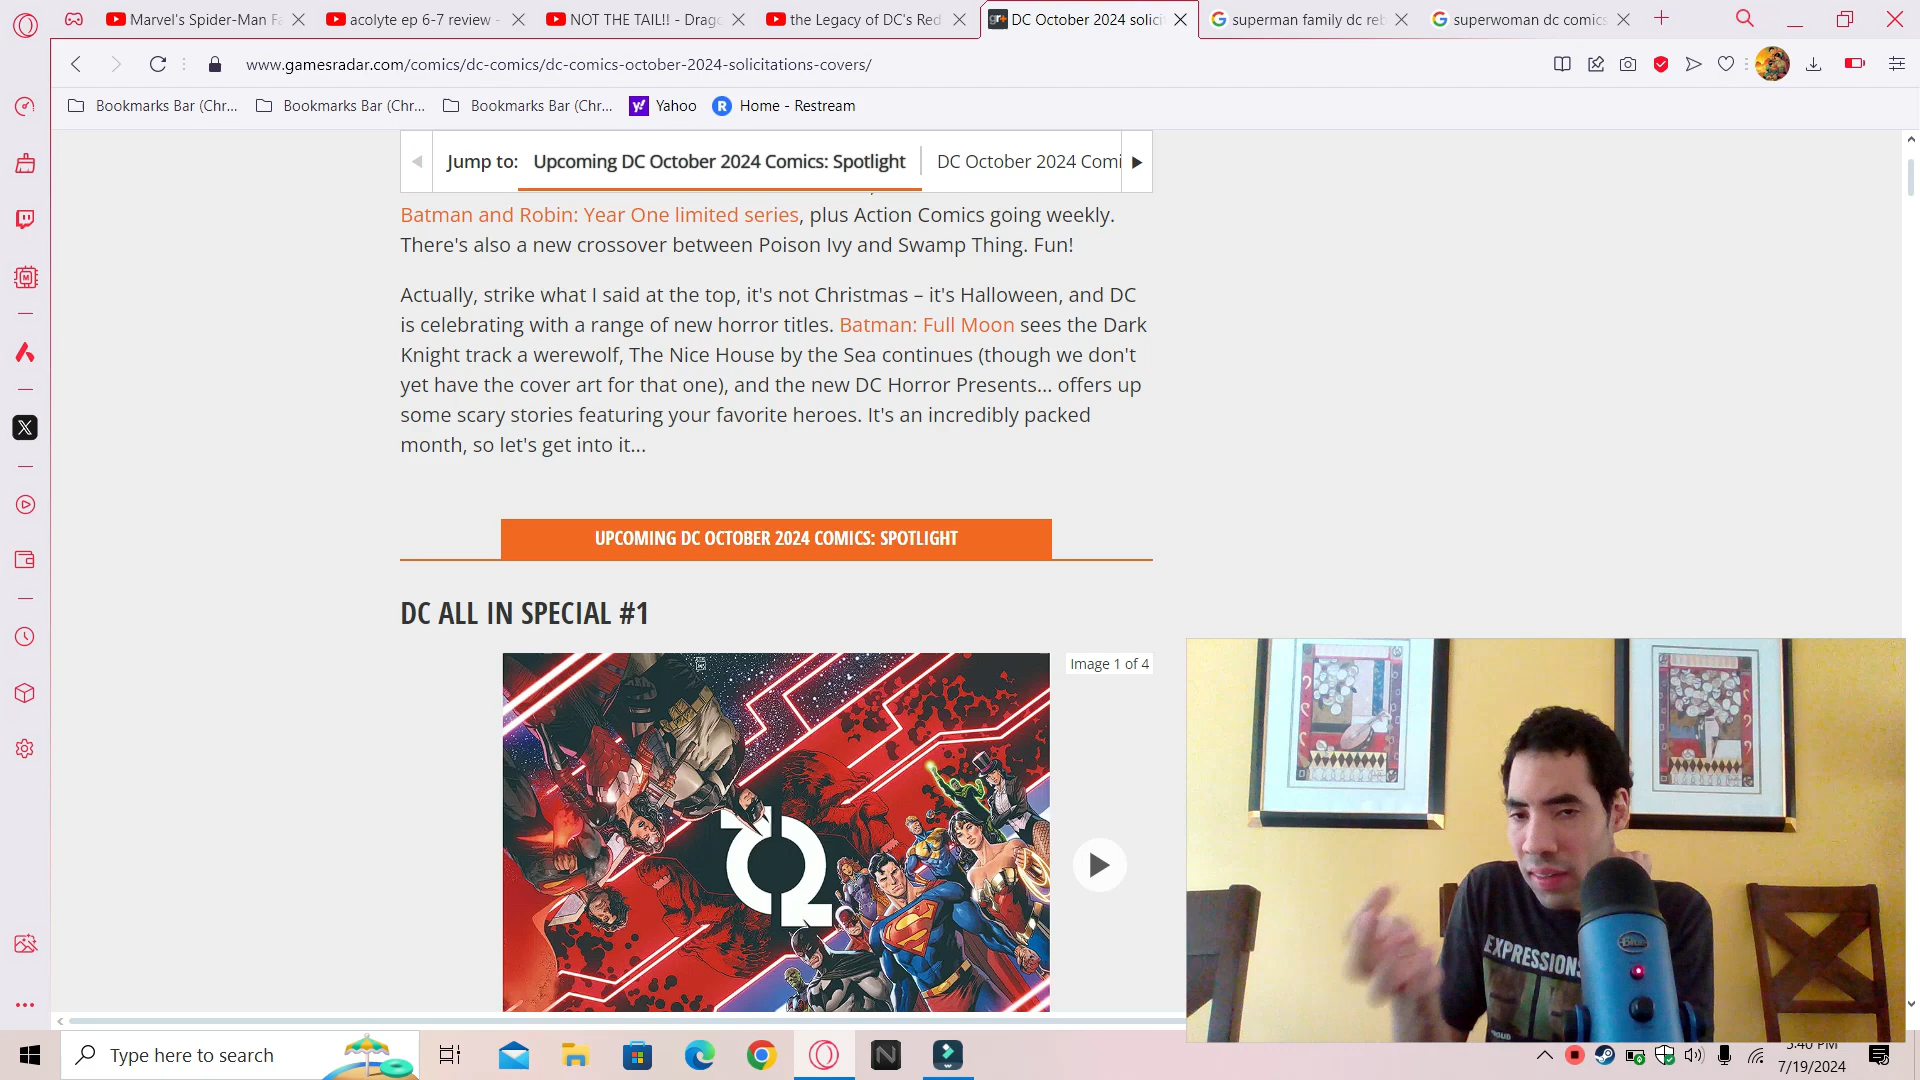 Marvel's Spider-Man Fa
acolyte ep 6-7 review -
NOT THE TAIL!! - Drago
the Legacy of DC's Red
DC October 2024 solicit
superman family dc reb
superwoman dc comics
www.gamesradar.com/comics/dc-comics/dc-comics-october-2024-solicitations-covers/
Bookmarks Bar (Chr...
Bookmarks Bar (Chr...
Bookmarks Bar (Chr...
Yahoo
Home - Restream
Jump to:
Upcoming DC October 2024 Comics: Spotlight
DC October 2024 Comi
Batman and Robin: Year One limited series, plus Action Comics going weekly.
There's also a new crossover between Poison Ivy and Swamp Thing. Fun!
Actually, strike what I said at the top, it's not Christmas – it's Halloween, and DC
is celebrating with a range of new horror titles. Batman: Full Moon sees the Dark
Knight track a werewolf, The Nice House by the Sea continues (though we don't
yet have the cover art for that one), and the new DC Horror Presents... offers up
some scary stories featuring your favorite heroes. It's an incredibly packed
month, so let's get into it...
UPCOMING DC OCTOBER 2024 COMICS: SPOTLIGHT
DC ALL IN SPECIAL #1
Image 1 of 4
EXPRESSIONS
Blue
Type here to search
5:40 PM
7/19/2024